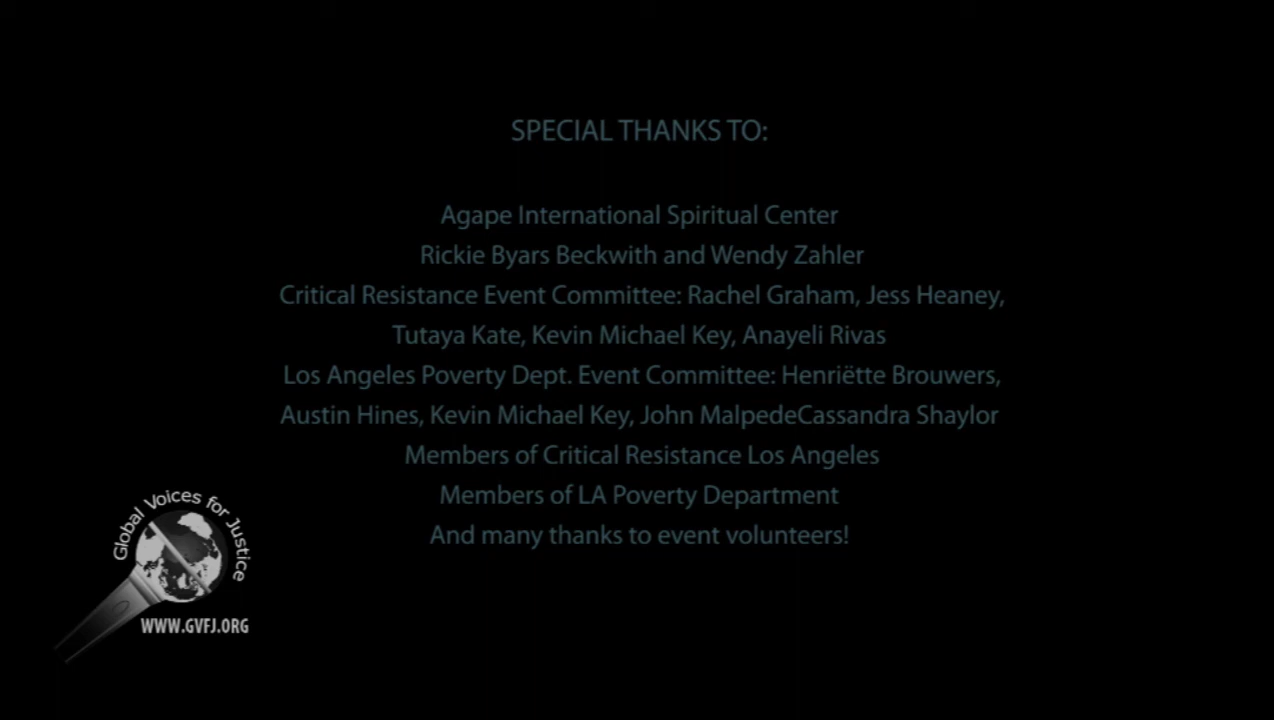 SPECIAL THANKS TO:
Agape International Spiritual Center
Rickie Byars Beckwith and Wendy Zahler
Critical Resistance Event Committee: Rachel Graham, Jess Heaney,
Tutaya Kate, Kevin Michael Key, Anayeli Rivas
Los Angeles Poverty Dept. Event Committee: Henriëtte Brouwers,
Austin Hines, Kevin Michael Key, John MalpedeCassandra Shaylor
Members of Critical Resistance Los Angeles
Members of LA Poverty Department
And many thanks to event volunteers!
Global Voices for Justice
WWW.GVFJ.ORG